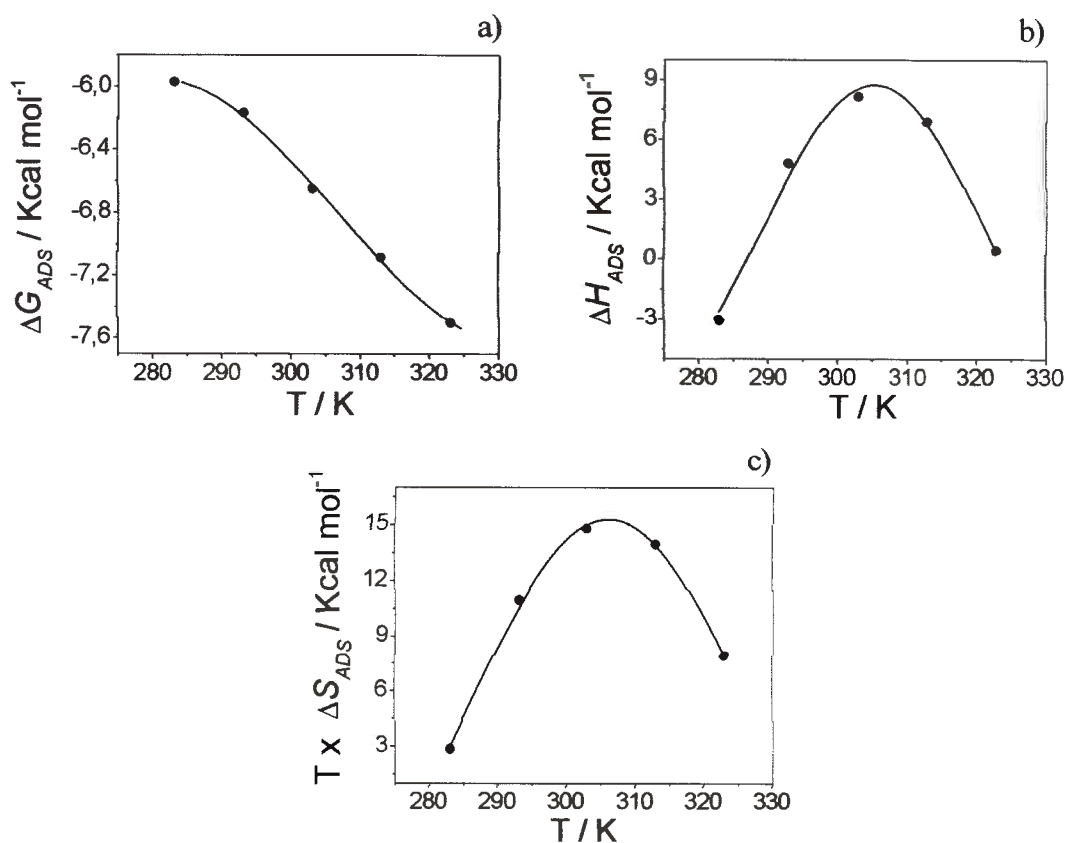 a)
ΔG_ADS / Kcal mol⁻¹
-6,0
-6,4
-6,8
-7,2
-7,6
280 290 300 310 320 330
T / K
b)
ΔH_ADS / Kcal mol⁻¹
9
6
3
0
-3
280 290 300 310 320 330
T / K
c)
T x ΔS_ADS / Kcal mol⁻¹
15
12
9
6
3
280 290 300 310 320 330
T / K